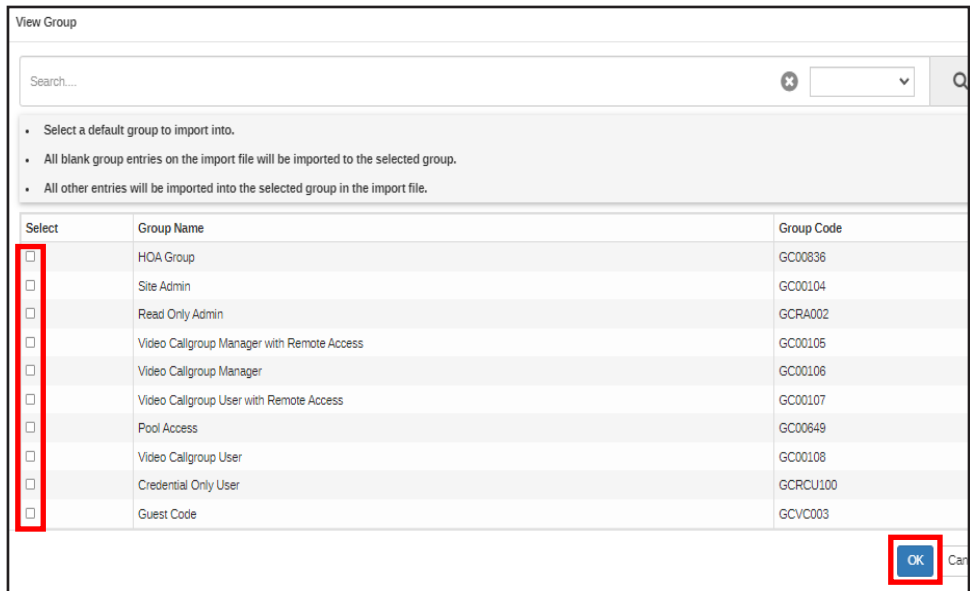 View Group
Search....
• Select a default group to import into.
• All blank group entries on the import file will be imported to the selected group.
• All other entries will be imported into the selected group in the import file.
Select Group Name Group Code
HOA Group GC00836
Site Admin GC00104
Read Only Admin GCRA002
Video Callgroup Manager with Remote Access GC00105
Video Callgroup Manager GC00106
Video Callgroup User with Remote Access GC00107
Pool Access GC00649
Video Callgroup User GC00108
Credential Only User GCRCU100
Guest Code GCVC003
OK Can